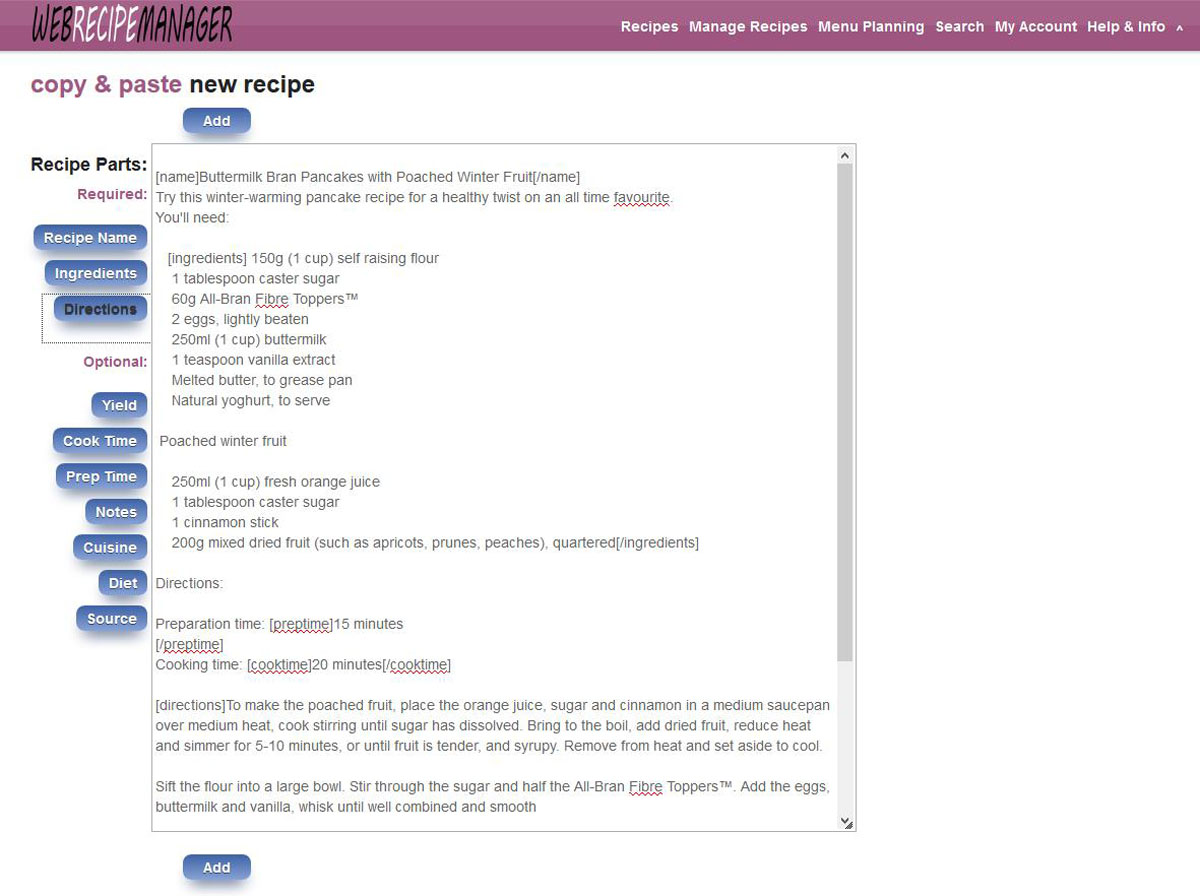 WEBRECIPEMANAGER
Recipes Manage Recipes Menu Planning Search My Account Help & Info ^
copy & paste new recipe
Add
Recipe Parts:
Required:
Recipe Name
Ingredients
Directions
Optional:
Yield
Cook Time
Prep Time
Notes
Cuisine
Diet
Source
[name]Buttermilk Bran Pancakes with Poached Winter Fruit[/name]
Try this winter-warming pancake recipe for a healthy twist on an all time favourite.
You'll need:
[ingredients] 150g (1 cup) self raising flour
1 tablespoon caster sugar
60g All-Bran Fibre Toppers™
2 eggs, lightly beaten
250ml (1 cup) buttermilk
1 teaspoon vanilla extract
Melted butter, to grease pan
Natural yoghurt, to serve
Poached winter fruit
250ml (1 cup) fresh orange juice
1 tablespoon caster sugar
1 cinnamon stick
200g mixed dried fruit (such as apricots, prunes, peaches), quartered[/ingredients]
Directions:
Preparation time: [preptime]15 minutes
[/preptime]
Cooking time: [cooktime]20 minutes[/cooktime]
[directions]To make the poached fruit, place the orange juice, sugar and cinnamon in a medium saucepan
over medium heat, cook stirring until sugar has dissolved. Bring to the boil, add dried fruit, reduce heat
and simmer for 5-10 minutes, or until fruit is tender, and syrupy. Remove from heat and set aside to cool.
Sift the flour into a large bowl. Stir through the sugar and half the All-Bran Fibre Toppers™. Add the eggs,
buttermilk and vanilla, whisk until well combined and smooth
Add